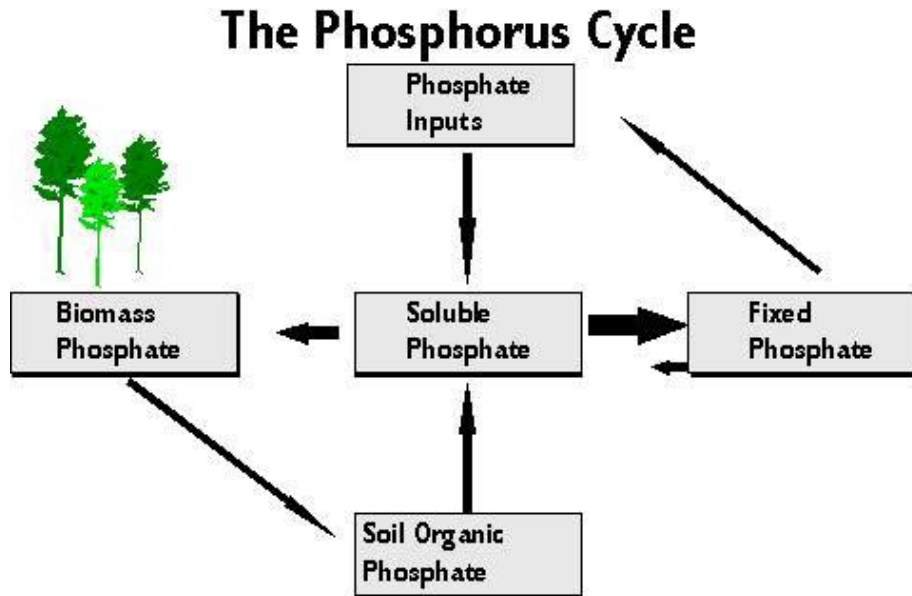 The Phosphorus Cycle
Phosphate
Inputs
Biomass
Phosphate
Soluble
Phosphate
Fixed
Phosphate
Soil Organic
Phosphate